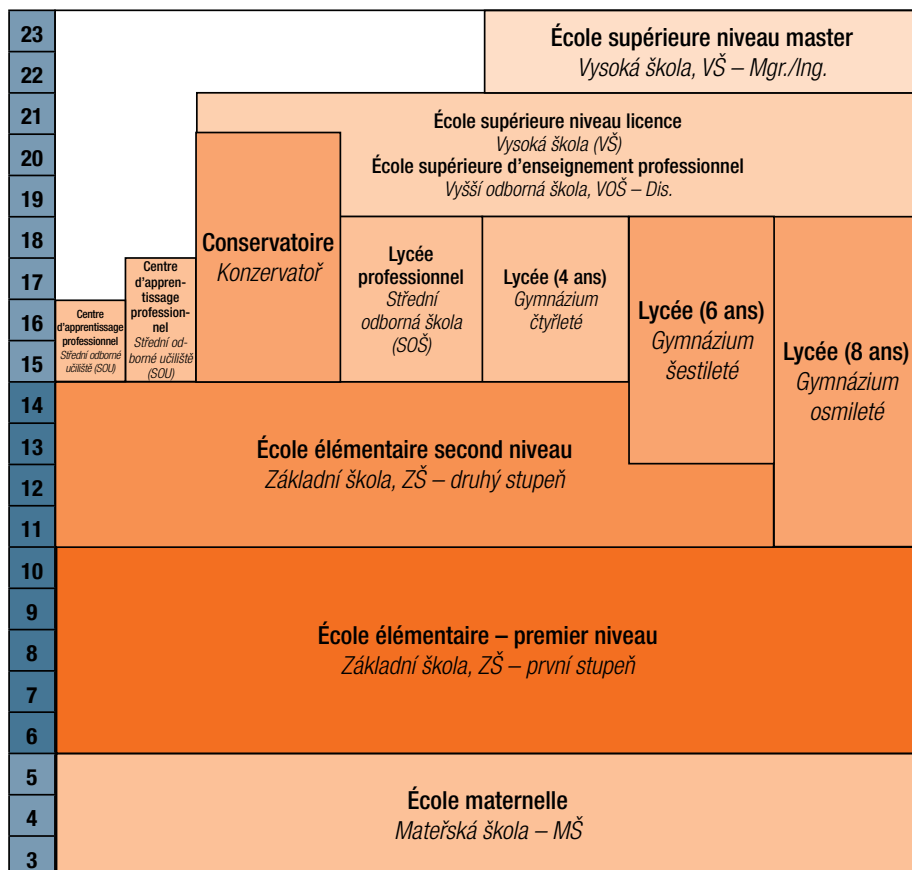 23
22
21
20
19
18
17
16
15
14
13
12
11
10
9
8
7
6
5
4
3
École supérieure niveau master
Vysoká škola, VŠ – Mgr./Ing.
École supérieure niveau licence
Vysoká škola (VŠ)
École supérieure d’enseignement professionnel
Vyšší odborná škola, VOŠ – Dis.
Centre
d'apprentissage
professionnel
Střední odborné
učiliště (SOU)
Centre
d'appren-
tissage
profession-
nel
Střední od-
borné učiliště
(SOU)
Conservatoire
Konzervatoř
Lycée
professionnel
Střední
odborná škola
(SOŠ)
Lycée (4 ans)
Gymnázium
čtyřleté
Lycée (6 ans)
Gymnázium
šestileté
Lycée (8 ans)
Gymnázium
osmileté
École élémentaire second niveau
Základní škola, ZŠ – druhý stupeň
École élémentaire – premier niveau
Základní škola, ZŠ – první stupeň
École maternelle
Mateřská škola – MŠ